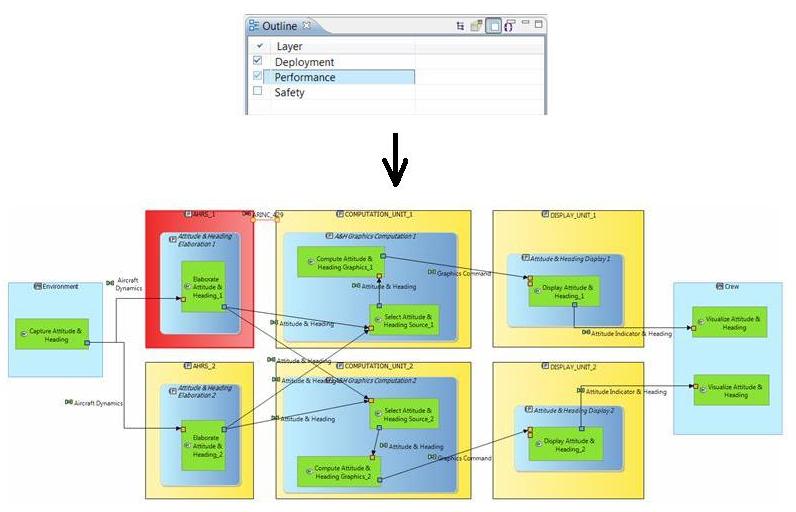 Outline
Layer
Deployment
Performance
Safety
AHRS_1
ARINC_429
COMPUTATION_UNIT_1
DISPLAY_UNIT_1
Attitude & Heading
Elaboration 1
A&H Graphics Computation 1
Compute Attitude &
Heading Graphics_1
Attitude & Heading Display 1
Environment
Aircraft
Dynamics
Elaborate
Attitude &
Heading_1
Attitude & Heading
Graphics Command
Display Attitude &
Heading_1
Crew
Capture Attitude &
Heading
Attitude & Heading
Select Attitude &
Heading Source_1
Attitude Indicator & Heading
Visualize Attitude &
Heading
AHRS_2
Attitude & Heading
COMPUTATION_UNIT_2
DISPLAY_UNIT_2
Attitude & Heading
Elaboration 2
Attitude & Heading
A&H Graphics Computation 2
Aircraft Dynamics
Select Attitude &
Heading Source_2
Attitude & Heading
Attitude Indicator & Heading
Visualize Attitude &
Heading
Attitude & Heading Display 2
Elaborate
Attitude &
Heading_2
Attitude & Heading
Display Attitude &
Heading_2
Compute Attitude &
Heading Graphics_2
Graphics Command